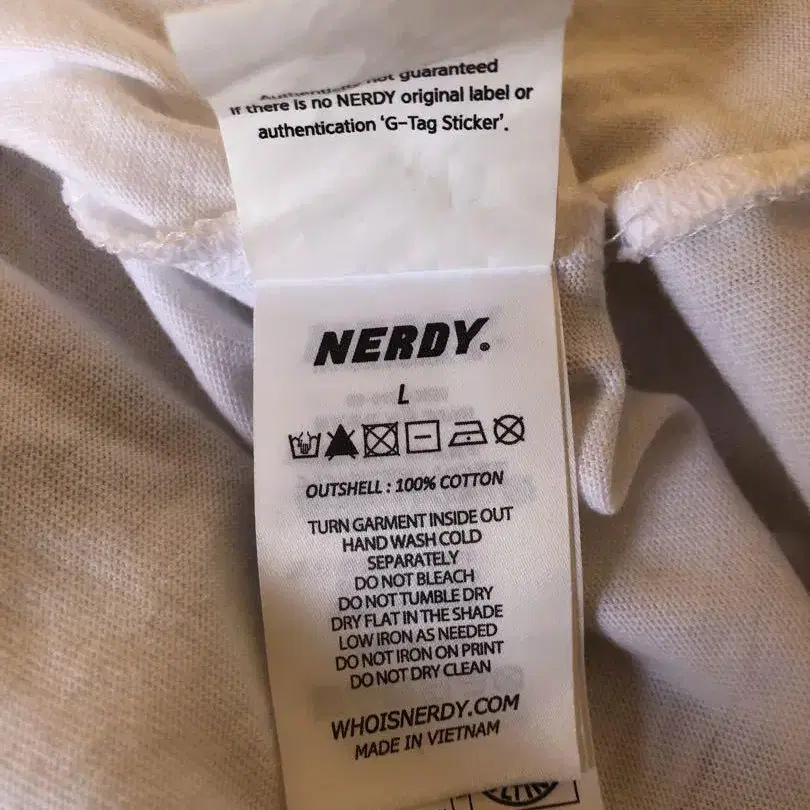 not guaranteed
if there is no NERDY original label or
authentication 'G-Tag Sticker'.
NERDY®
L
OUTSHELL : 100% COTTON
TURN GARMENT INSIDE OUT
HAND WASH COLD
SEPARATELY
DO NOT BLEACH
DO NOT TUMBLE DRY
DRY FLAT IN THE SHADE
LOW IRON AS NEEDED
DO NOT IRON ON PRINT
DO NOT DRY CLEAN
WHOISNERDY.COM
MADE IN VIETNAM